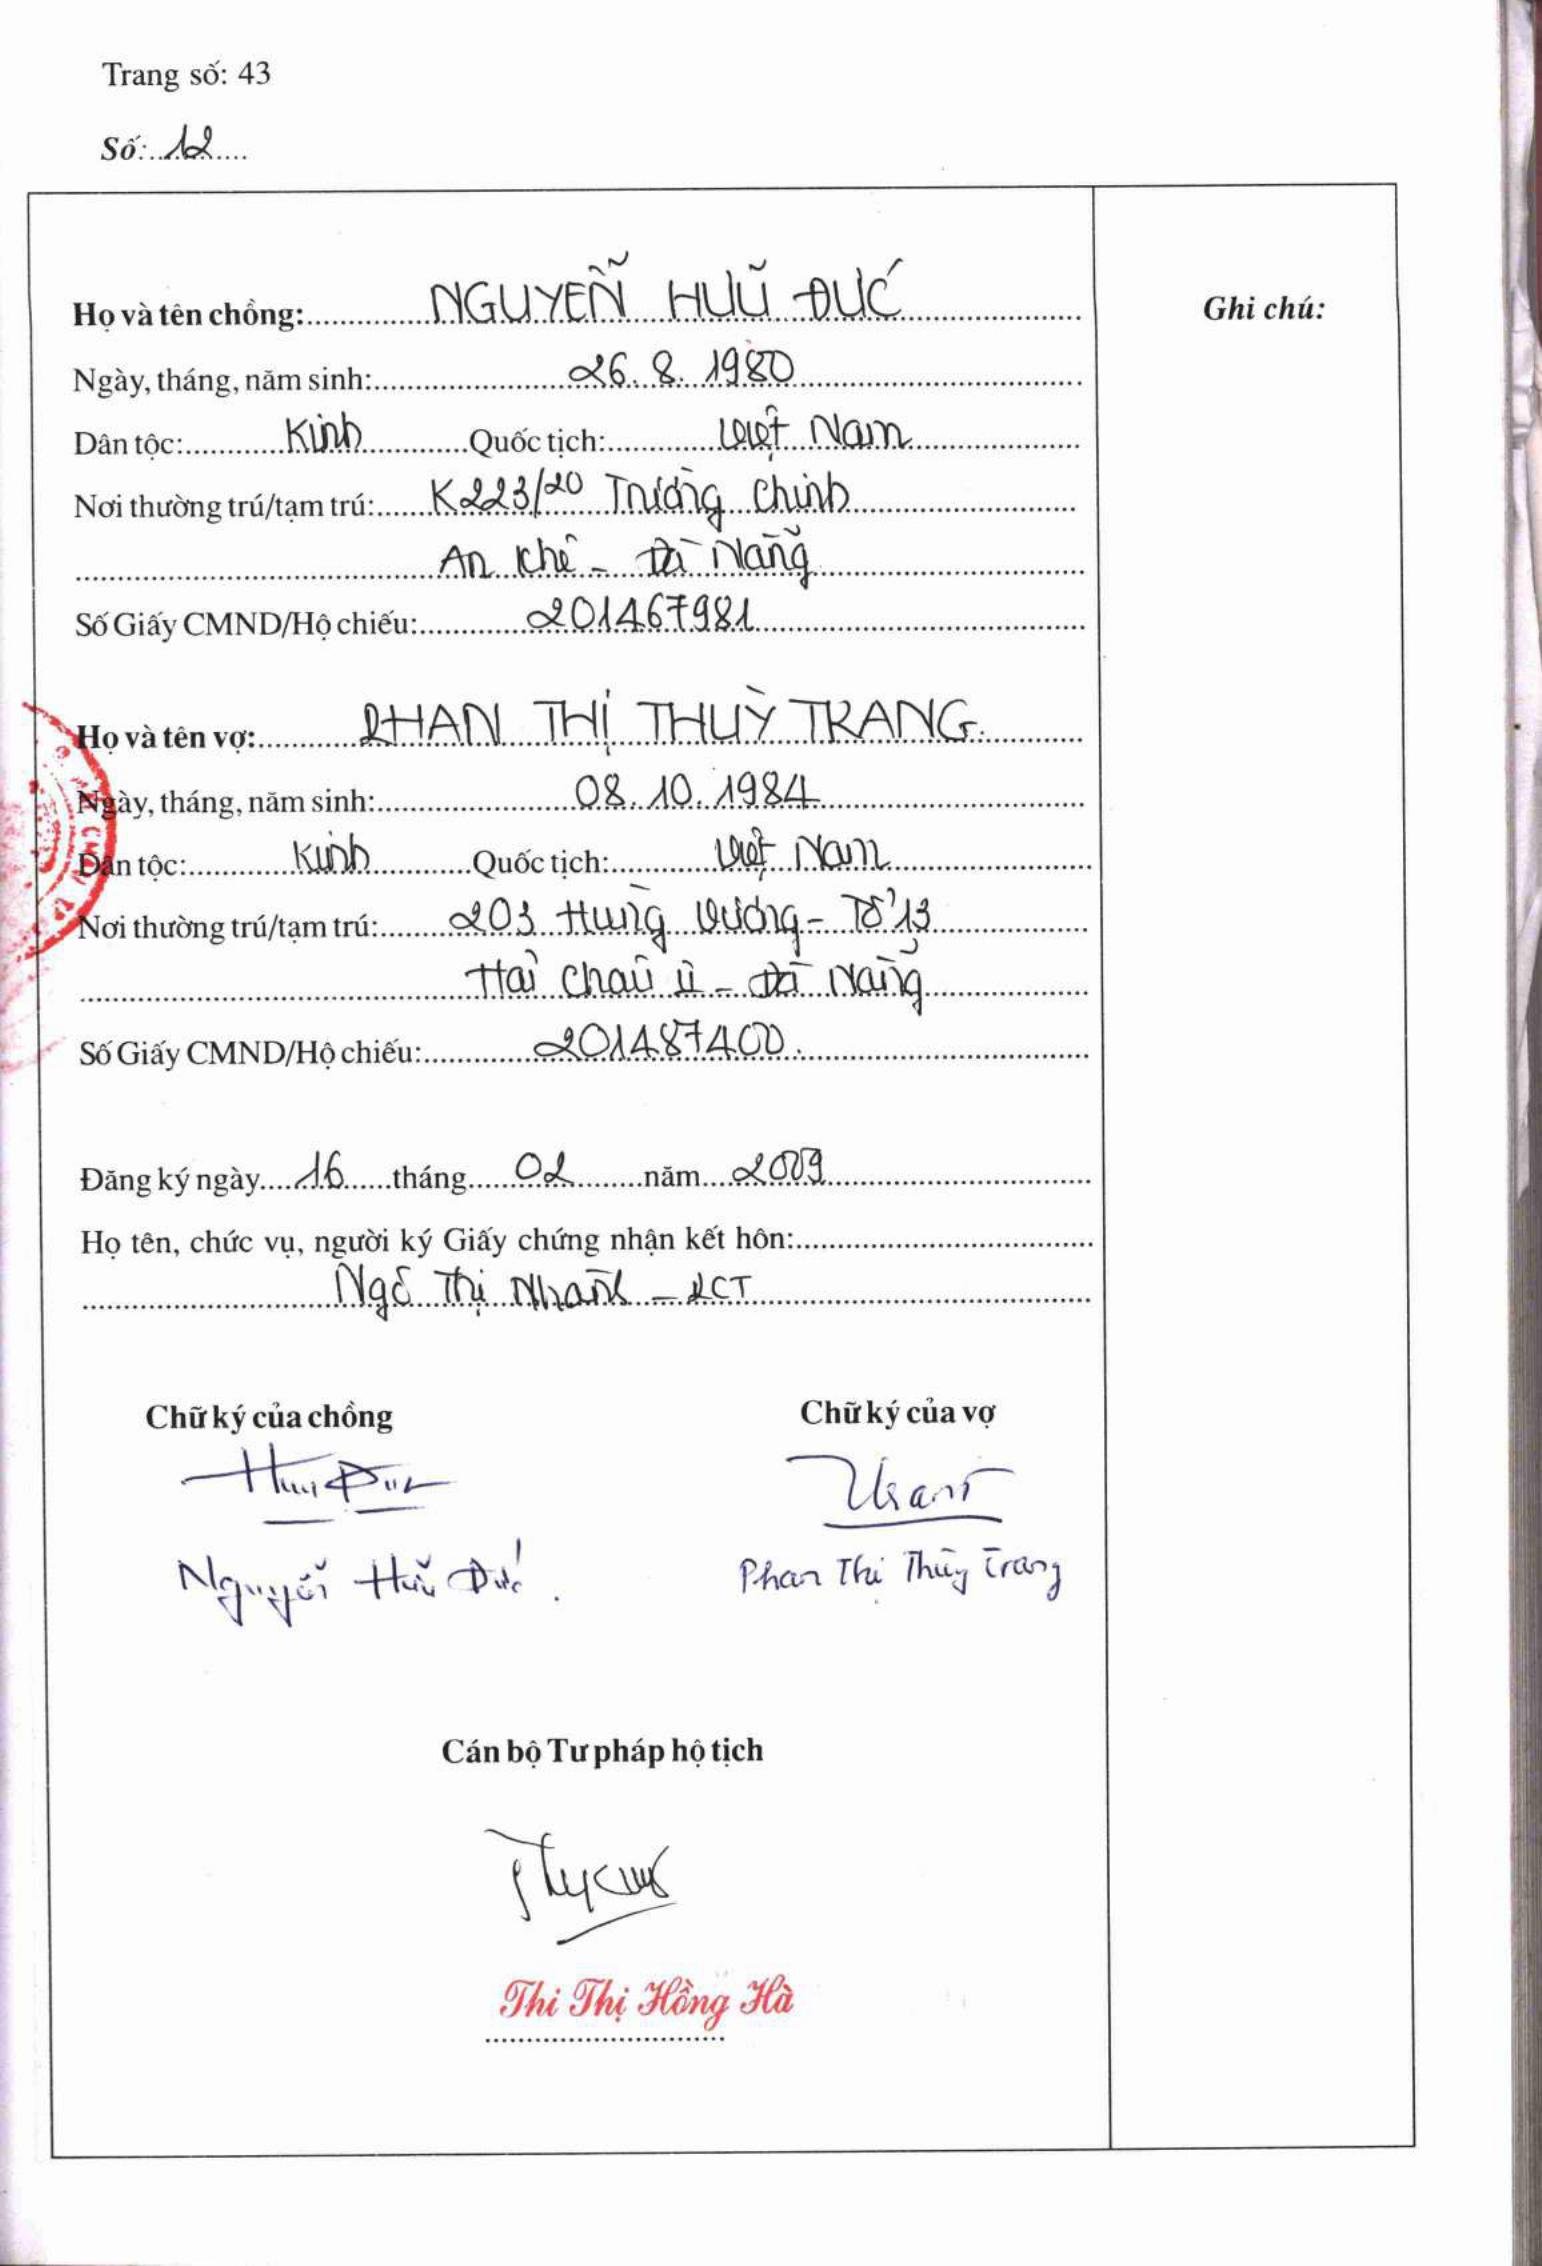 Trang số: 43
Số: 12
Họ và tên chồng: NGUYỄN HỮU ĐỨC
Ghi chú:
Ngày, tháng, năm sinh: 26.8.1980
Dân tộc: Kinh Quốc tịch: Việt Nam
Nơi thường trú/tạm trú: K223/20 Trường Chinh
An Khê - Đà Nẵng
Số Giấy CMND/Hộ chiếu: 201467981
Họ và tên vợ: PHAN THỊ THUỲ TRANG.
Ngày, tháng, năm sinh: 08.10.1984
Dân tộc: Kinh Quốc tịch: Việt Nam
Nơi thường trú/tạm trú: 203 Hùng Vương - Tổ 13
Hải Châu II - Đà Nẵng
Số Giấy CMND/Hộ chiếu: 201487400.
Đăng ký ngày 16 tháng 02 năm 2009
Họ tên, chức vụ, người ký Giấy chứng nhận kết hôn:
Ngô Thị Nhành - PCT
Chữ ký của chồng Chữ ký của vợ
Nguyễn Hữu Đức. Phan Thị Thùy Trang
Cán bộ Tư pháp hộ tịch
Thi Thị Hồng Hà